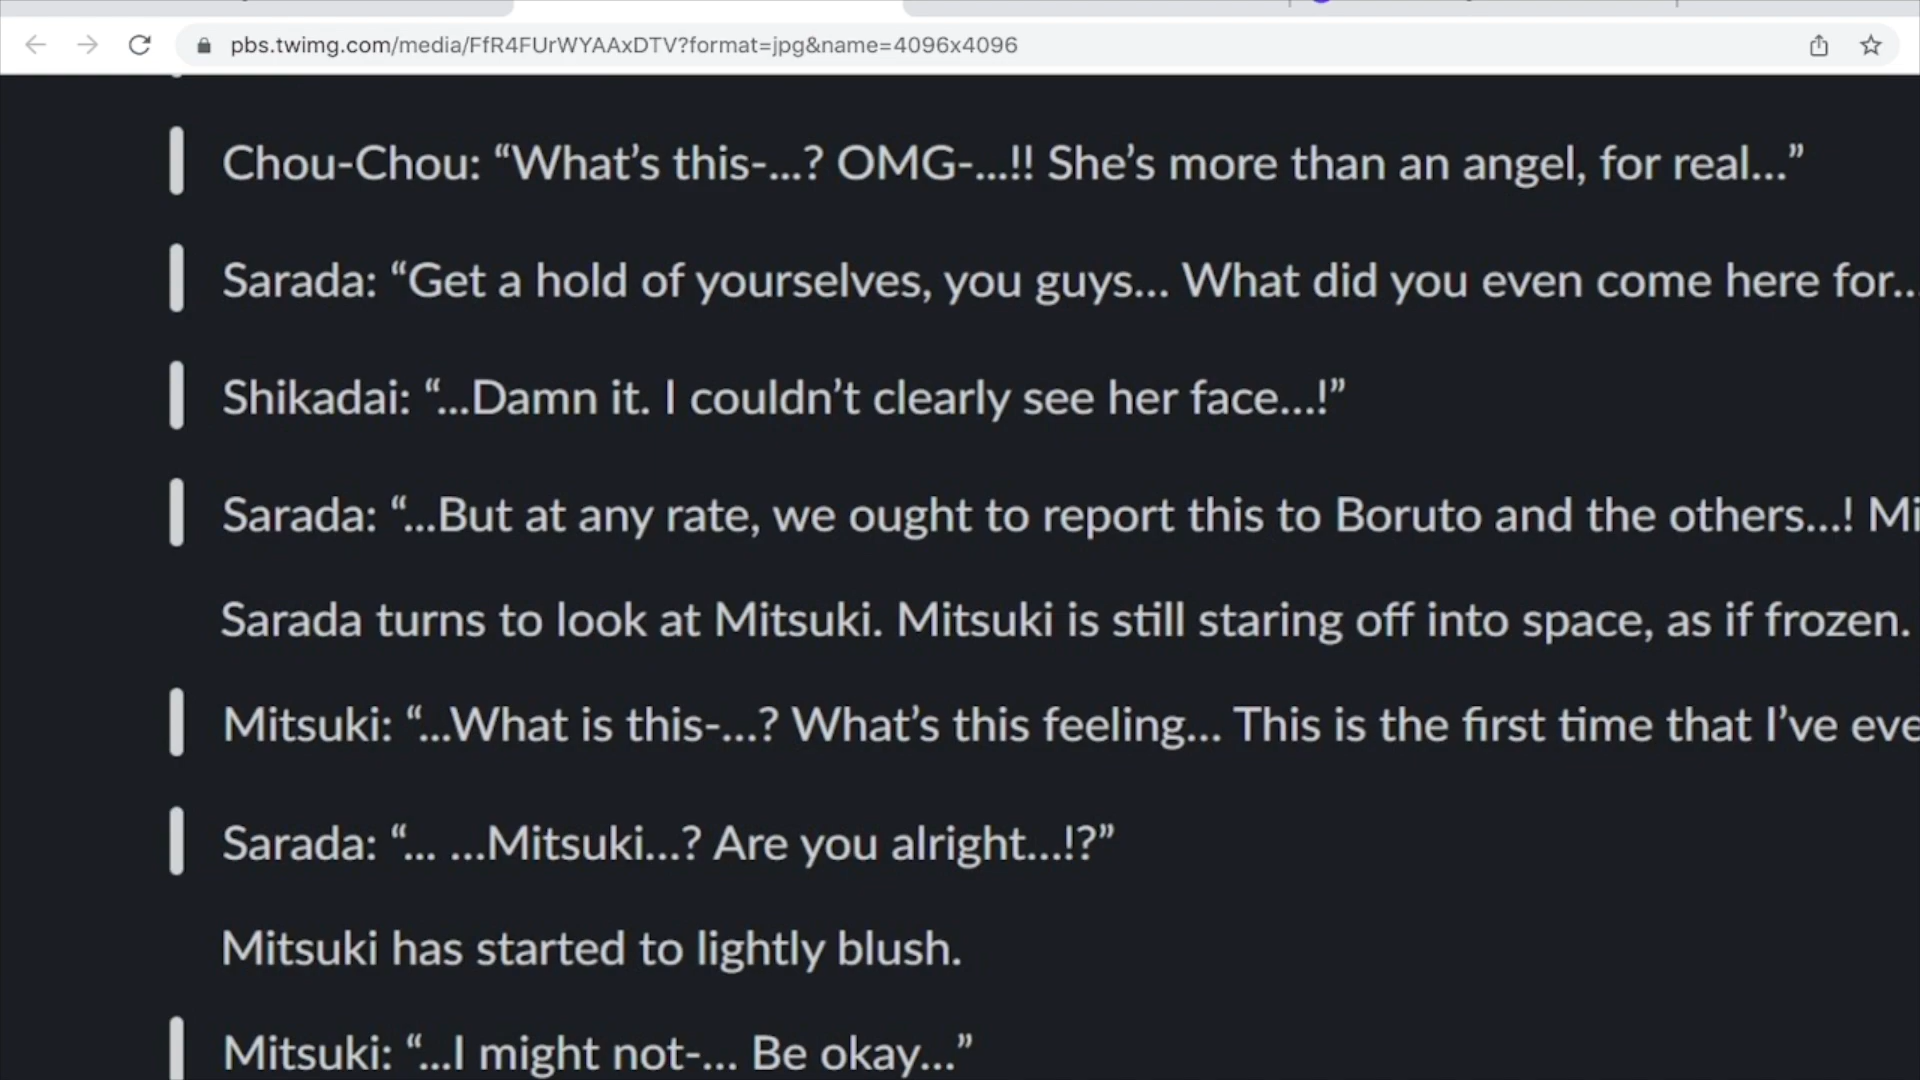 pbs.twimg.com/media/FfR4FUrWYAAxDTV?format=jpg&name=4096x4096
Chou-Chou: “What’s this-...? OMG-...!! She’s more than an angel, for real...”
Sarada: “Get a hold of yourselves, you guys... What did you even come here for...
Shikadai: “...Damn it. I couldn’t clearly see her face...!”
Sarada: “...But at any rate, we ought to report this to Boruto and the others...! Mi
Sarada turns to look at Mitsuki. Mitsuki is still staring off into space, as if frozen.
Mitsuki: “...What is this-...? What’s this feeling... This is the first time that I’ve eve
Sarada: “... ...Mitsuki...? Are you alright...!?”
Mitsuki has started to lightly blush.
Mitsuki: “...I might not-... Be okay...”